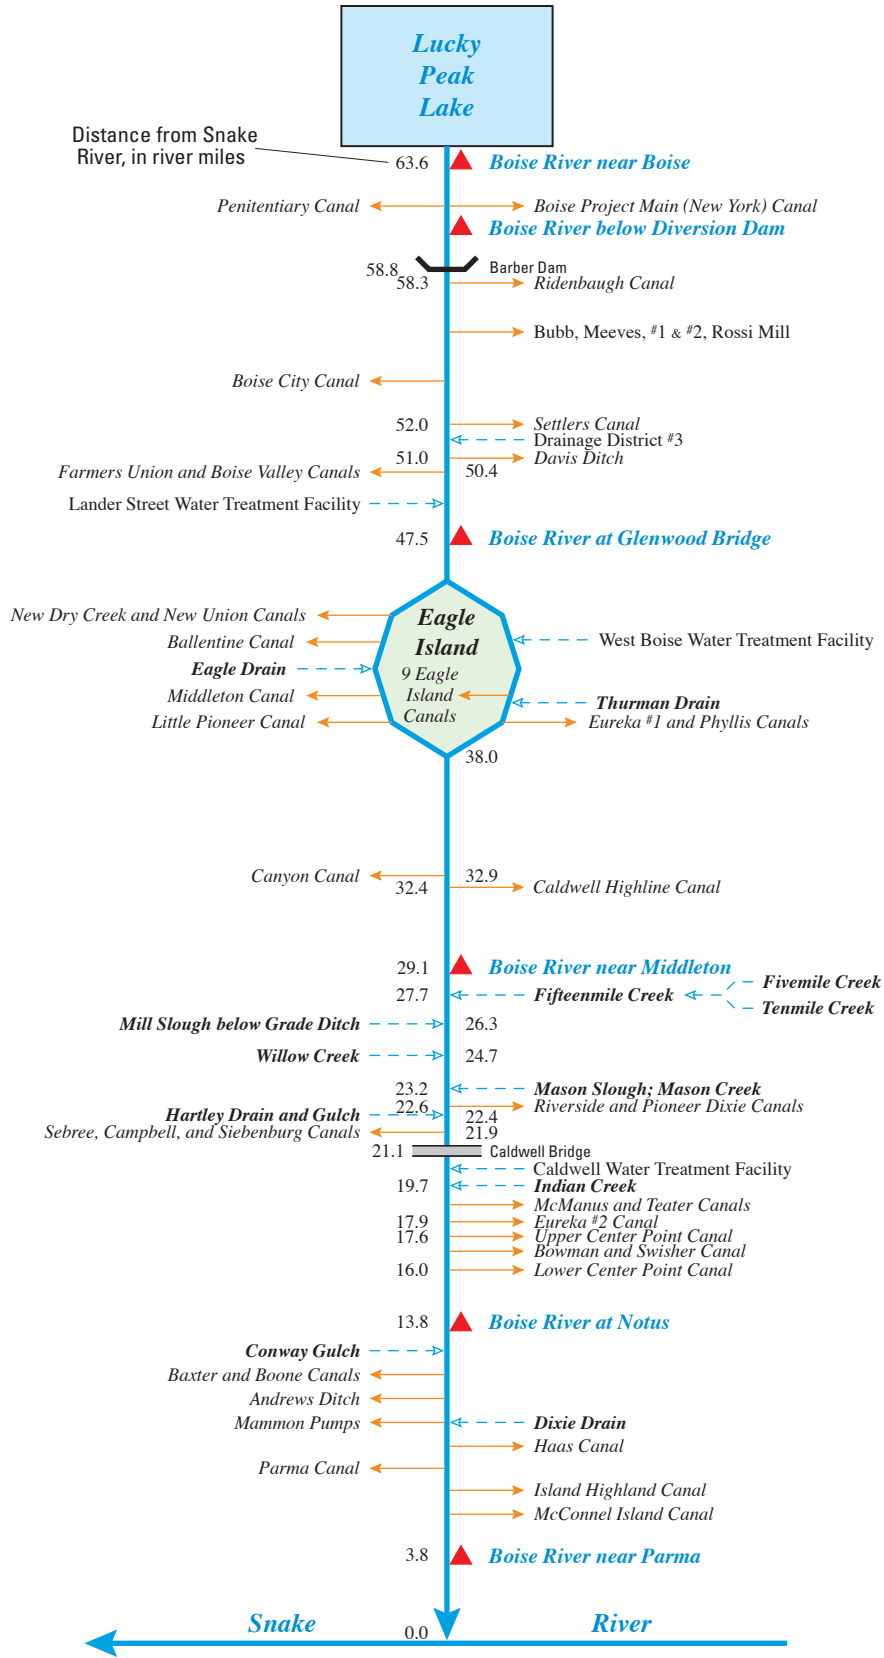 Lucky
Peak
Lake
Distance from Snake
River, in river miles
63.6
Boise River near Boise
Penitentiary Canal
Boise Project Main (New York) Canal
Boise River below Diversion Dam
58.8
Barber Dam
58.3
Ridenbaugh Canal
Bubb, Meeves, #1 & #2, Rossi Mill
Boise City Canal
52.0
Settlers Canal
Drainage District #3
51.0
Davis Ditch
Farmers Union and Boise Valley Canals
50.4
Lander Street Water Treatment Facility
47.5
Boise River at Glenwood Bridge
New Dry Creek and New Union Canals
Eagle
Island
Ballentine Canal
West Boise Water Treatment Facility
Eagle Drain
9 Eagle
Island
Canals
Middleton Canal
Thurman Drain
Little Pioneer Canal
Eureka #1 and Phyllis Canals
38.0
Canyon Canal
32.9
32.4
Caldwell Highline Canal
29.1
Boise River near Middleton
27.7
Fifteenmile Creek
Fivemile Creek
Tenmile Creek
Mill Slough below Grade Ditch
26.3
Willow Creek
24.7
23.2
Mason Slough; Mason Creek
22.6
Riverside and Pioneer Dixie Canals
Hartley Drain and Gulch
22.4
Sebree, Campbell, and Siebenburg Canals
21.9
21.1
Caldwell Bridge
Caldwell Water Treatment Facility
19.7
Indian Creek
McManus and Teater Canals
17.9
Eureka #2 Canal
17.6
Upper Center Point Canal
Bowman and Swisher Canal
16.0
Lower Center Point Canal
13.8
Boise River at Notus
Conway Gulch
Baxter and Boone Canals
Andrews Ditch
Mammon Pumps
Dixie Drain
Haas Canal
Parma Canal
Island Highland Canal
McConnel Island Canal
3.8
Boise River near Parma
Snake
River
0.0